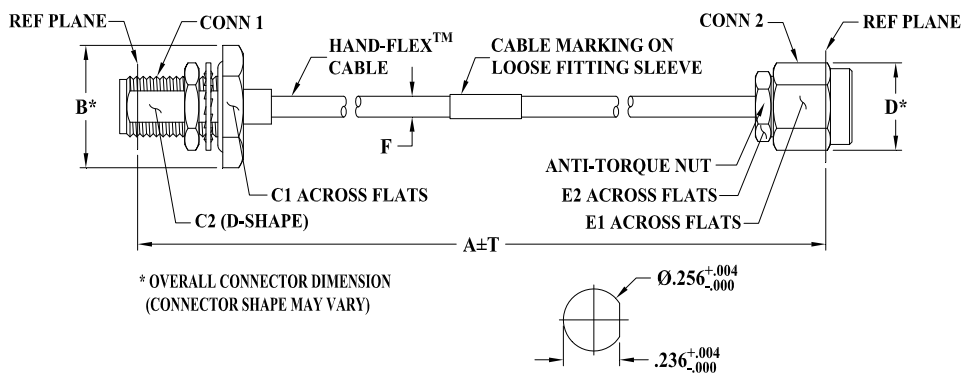 REF PLANE
CONN 1
HAND-FLEX™
CABLE
CABLE MARKING ON
LOOSE FITTING SLEEVE
CONN 2
REF PLANE
B*
F
D*
ANTI-TORQUE NUT
C1 ACROSS FLATS
E2 ACROSS FLATS
C2 (D-SHAPE)
E1 ACROSS FLATS
A±T
* OVERALL CONNECTOR DIMENSION
(CONNECTOR SHAPE MAY VARY)
Ø.256+.004
-.000
.236+.004
-.000